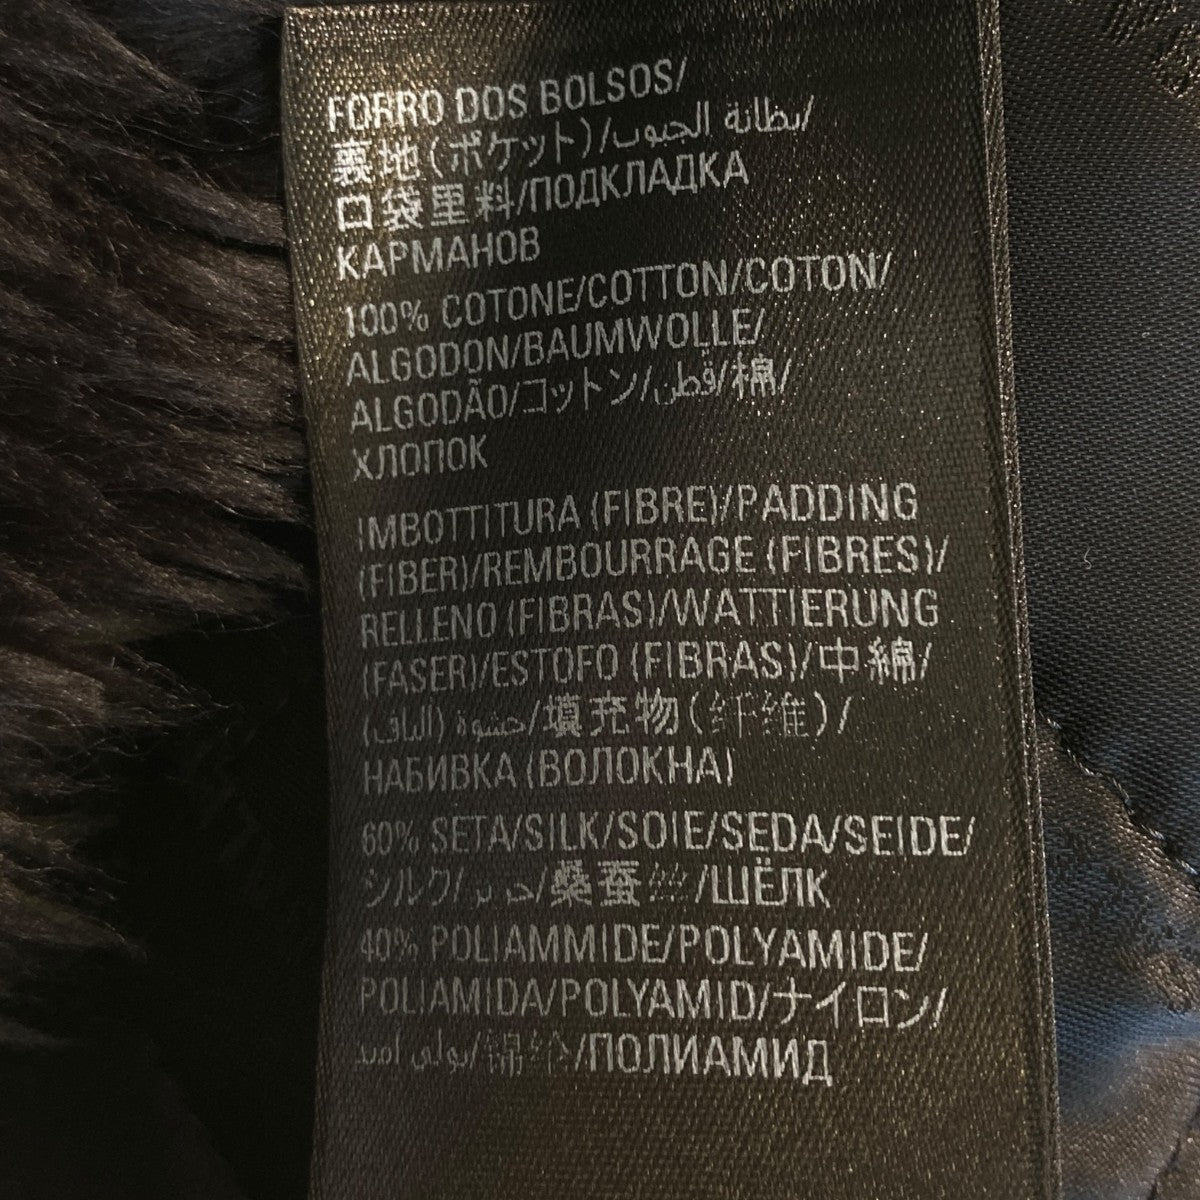 FORRO DOS BOLSOS/
裏地(ポケット)/بطانة الجيوب/
口袋里料/ПОДКЛАДКА
КАРМАНОВ
100% COTONE/COTTON/COTON/
ALGODON/BAUMWOLLE/
ALGODÃO/コットン/قطن/棉/
ХЛОПОК
IMBOTTITURA (FIBRE)/PADDING
(FIBER)/REMBOURRAGE (FIBRES)/
RELLENO (FIBRAS)/WATTIERUNG
(FASER)/ESTOFO (FIBRAS)/中綿/
حشوة (الياف)/填充物(纤维)/
НАБИВКА (ВОЛОКНА)
60% SETA/SILK/SOIE/SEDA/SEIDE/
シルク/حرير/桑蚕丝/ШЁЛК
40% POLIAMMIDE/POLYAMIDE/
POLIAMIDA/POLYAMID/ナイロン/
بولي أميد/锦纶/ПОЛИАМИД